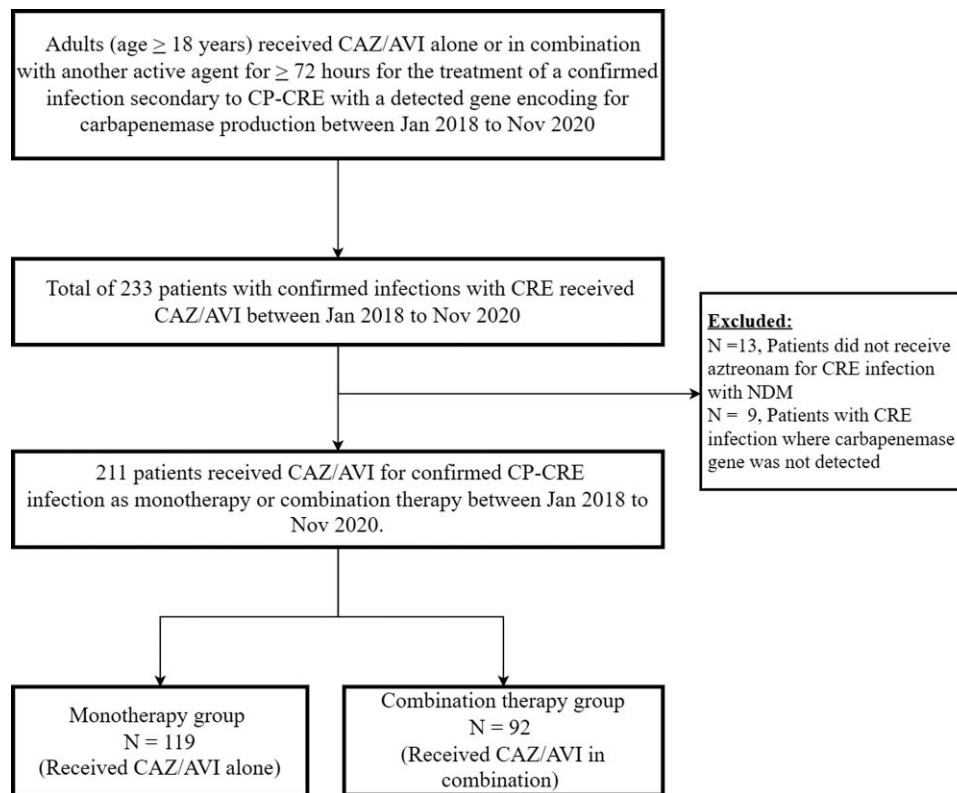 Adults (age ≥ 18 years) received CAZ/AVI alone or in combination
with another active agent for ≥ 72 hours for the treatment of a confirmed
infection secondary to CP-CRE with a detected gene encoding for
carbapenemase production between Jan 2018 to Nov 2020
Total of 233 patients with confirmed infections with CRE received
CAZ/AVI between Jan 2018 to Nov 2020
Excluded:
N =13, Patients did not receive
aztreonam for CRE infection
with NDM
N = 9, Patients with CRE
infection where carbapenemase
gene was not detected
211 patients received CAZ/AVI for confirmed CP-CRE
infection as monotherapy or combination therapy between Jan 2018 to
Nov 2020.
Monotherapy group
N = 119
(Received CAZ/AVI alone)
Combination therapy group
N = 92
(Received CAZ/AVI in
combination)